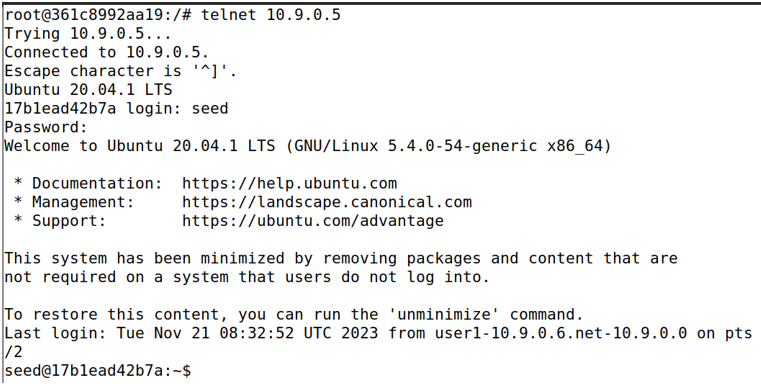 root@361c8992aa19:/# telnet 10.9.0.5
Trying 10.9.0.5...
Connected to 10.9.0.5.
Escape character is '^]'.
Ubuntu 20.04.1 LTS
17b1ead42b7a login: seed
Password:
Welcome to Ubuntu 20.04.1 LTS (GNU/Linux 5.4.0-54-generic x86_64)

 * Documentation:  https://help.ubuntu.com
 * Management:     https://landscape.canonical.com
 * Support:        https://ubuntu.com/advantage

This system has been minimized by removing packages and content that are
not required on a system that users do not log into.

To restore this content, you can run the 'unminimize' command.
Last login: Tue Nov 21 08:32:52 UTC 2023 from user1-10.9.0.6.net-10.9.0.0 on pts
/2
seed@17b1ead42b7a:~$